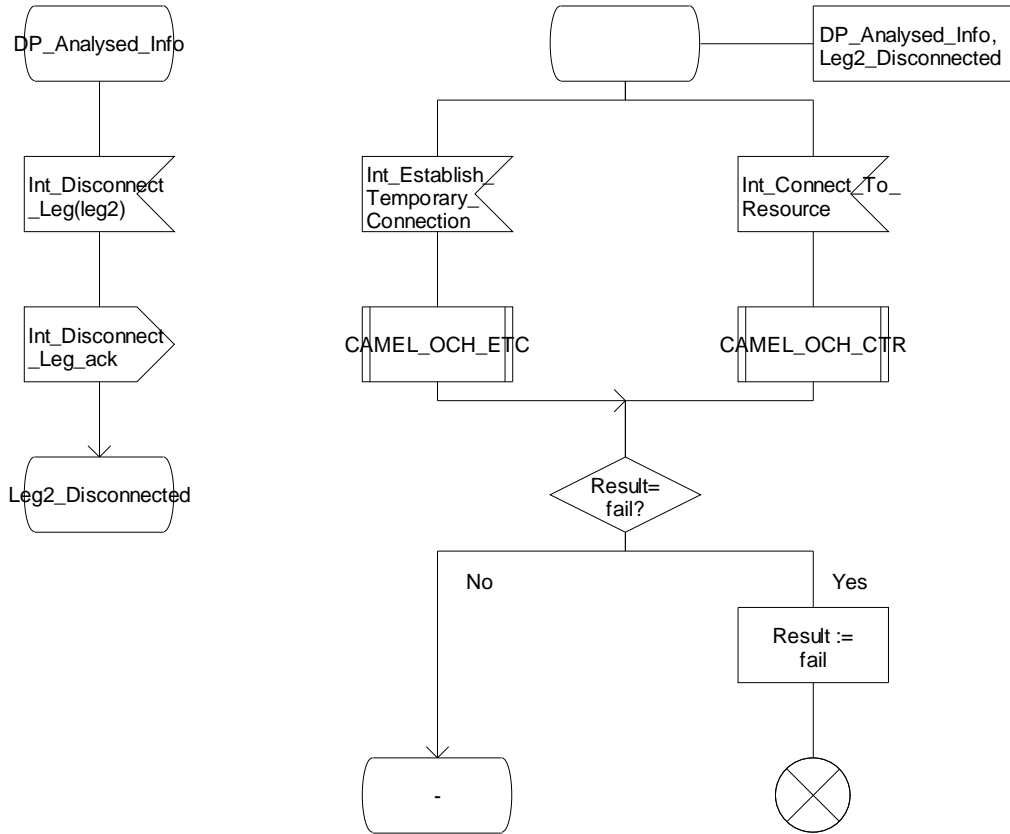 DP_Analysed_Info
Int_Disconnect
_Leg(leg2)
Int_Disconnect
_Leg_ack
Leg2_Disconnected
DP_Analysed_Info,
Leg2_Disconnected
Int_Establish_
Temporary_
Connection
Int_Connect_To_
Resource
CAMEL_OCH_ETC
CAMEL_OCH_CTR
Result=
fail?
No
Yes
Result :=
fail
-